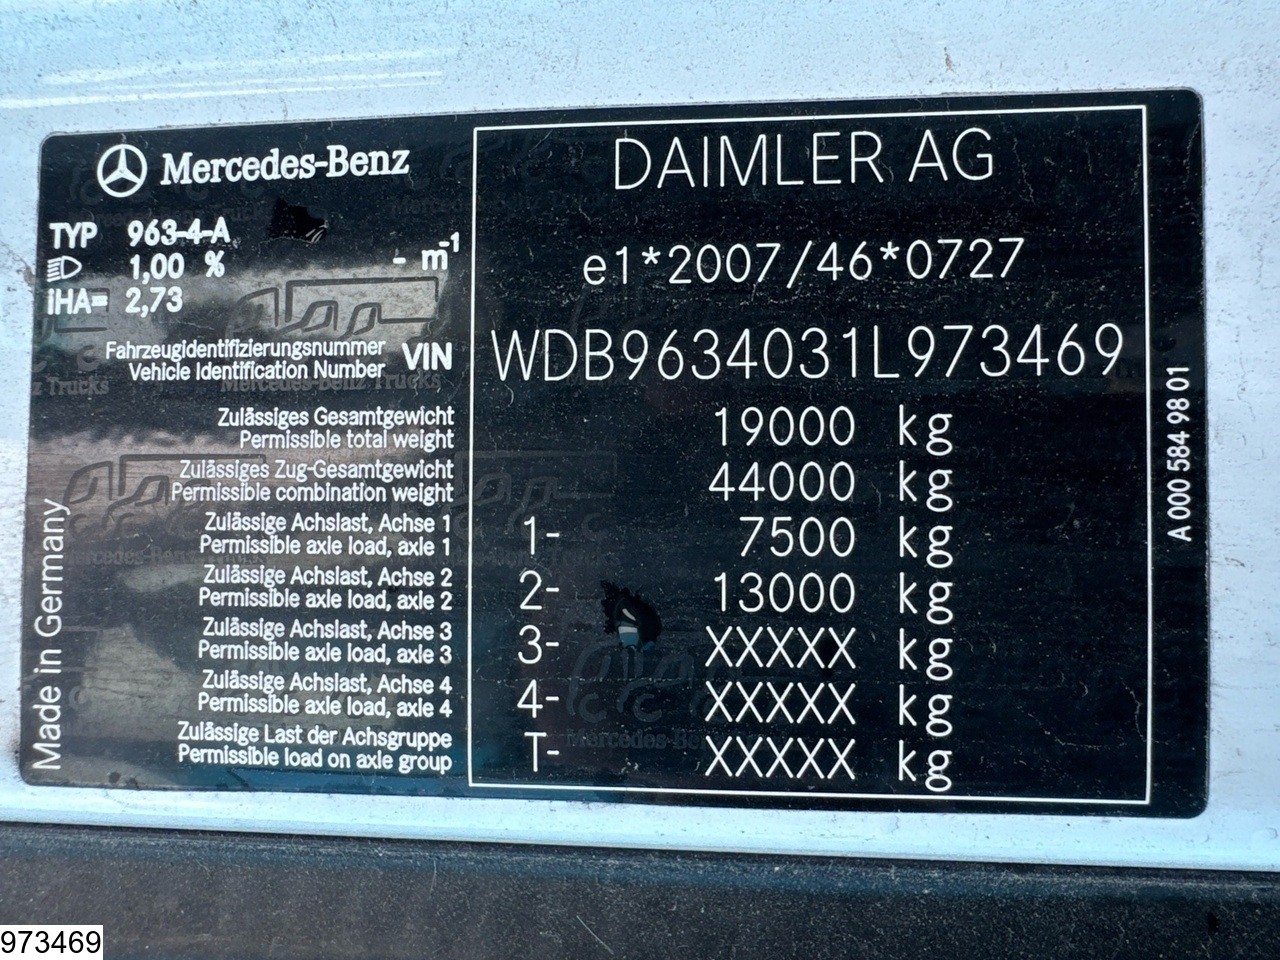 Mercedes-Benz
DAIMLER AG
TYP 963-4-A
1,00 % - m-1
iHA= 2,73
e1*2007/46*0727
Fahrzeugidentifizierungsnummer
Vehicle Identification Number
VIN WDB9634031L973469
Zulässiges Gesamtgewicht
Permissible total weight
19000 kg
Zulässiges Zug-Gesamtgewicht
Permissible combination weight
44000 kg
Zulässige Achslast, Achse 1
Permissible axle load, axle 1
1- 7500 kg
Zulässige Achslast, Achse 2
Permissible axle load, axle 2
2- 13000 kg
Zulässige Achslast, Achse 3
Permissible axle load, axle 3
3- XXXXX kg
Zulässige Achslast, Achse 4
Permissible axle load, axle 4
4- XXXXX kg
Zulässige Last der Achsgruppe
Permissible load on axle group
T- XXXXX kg
Made in Germany
A 000 584 98 01
973469